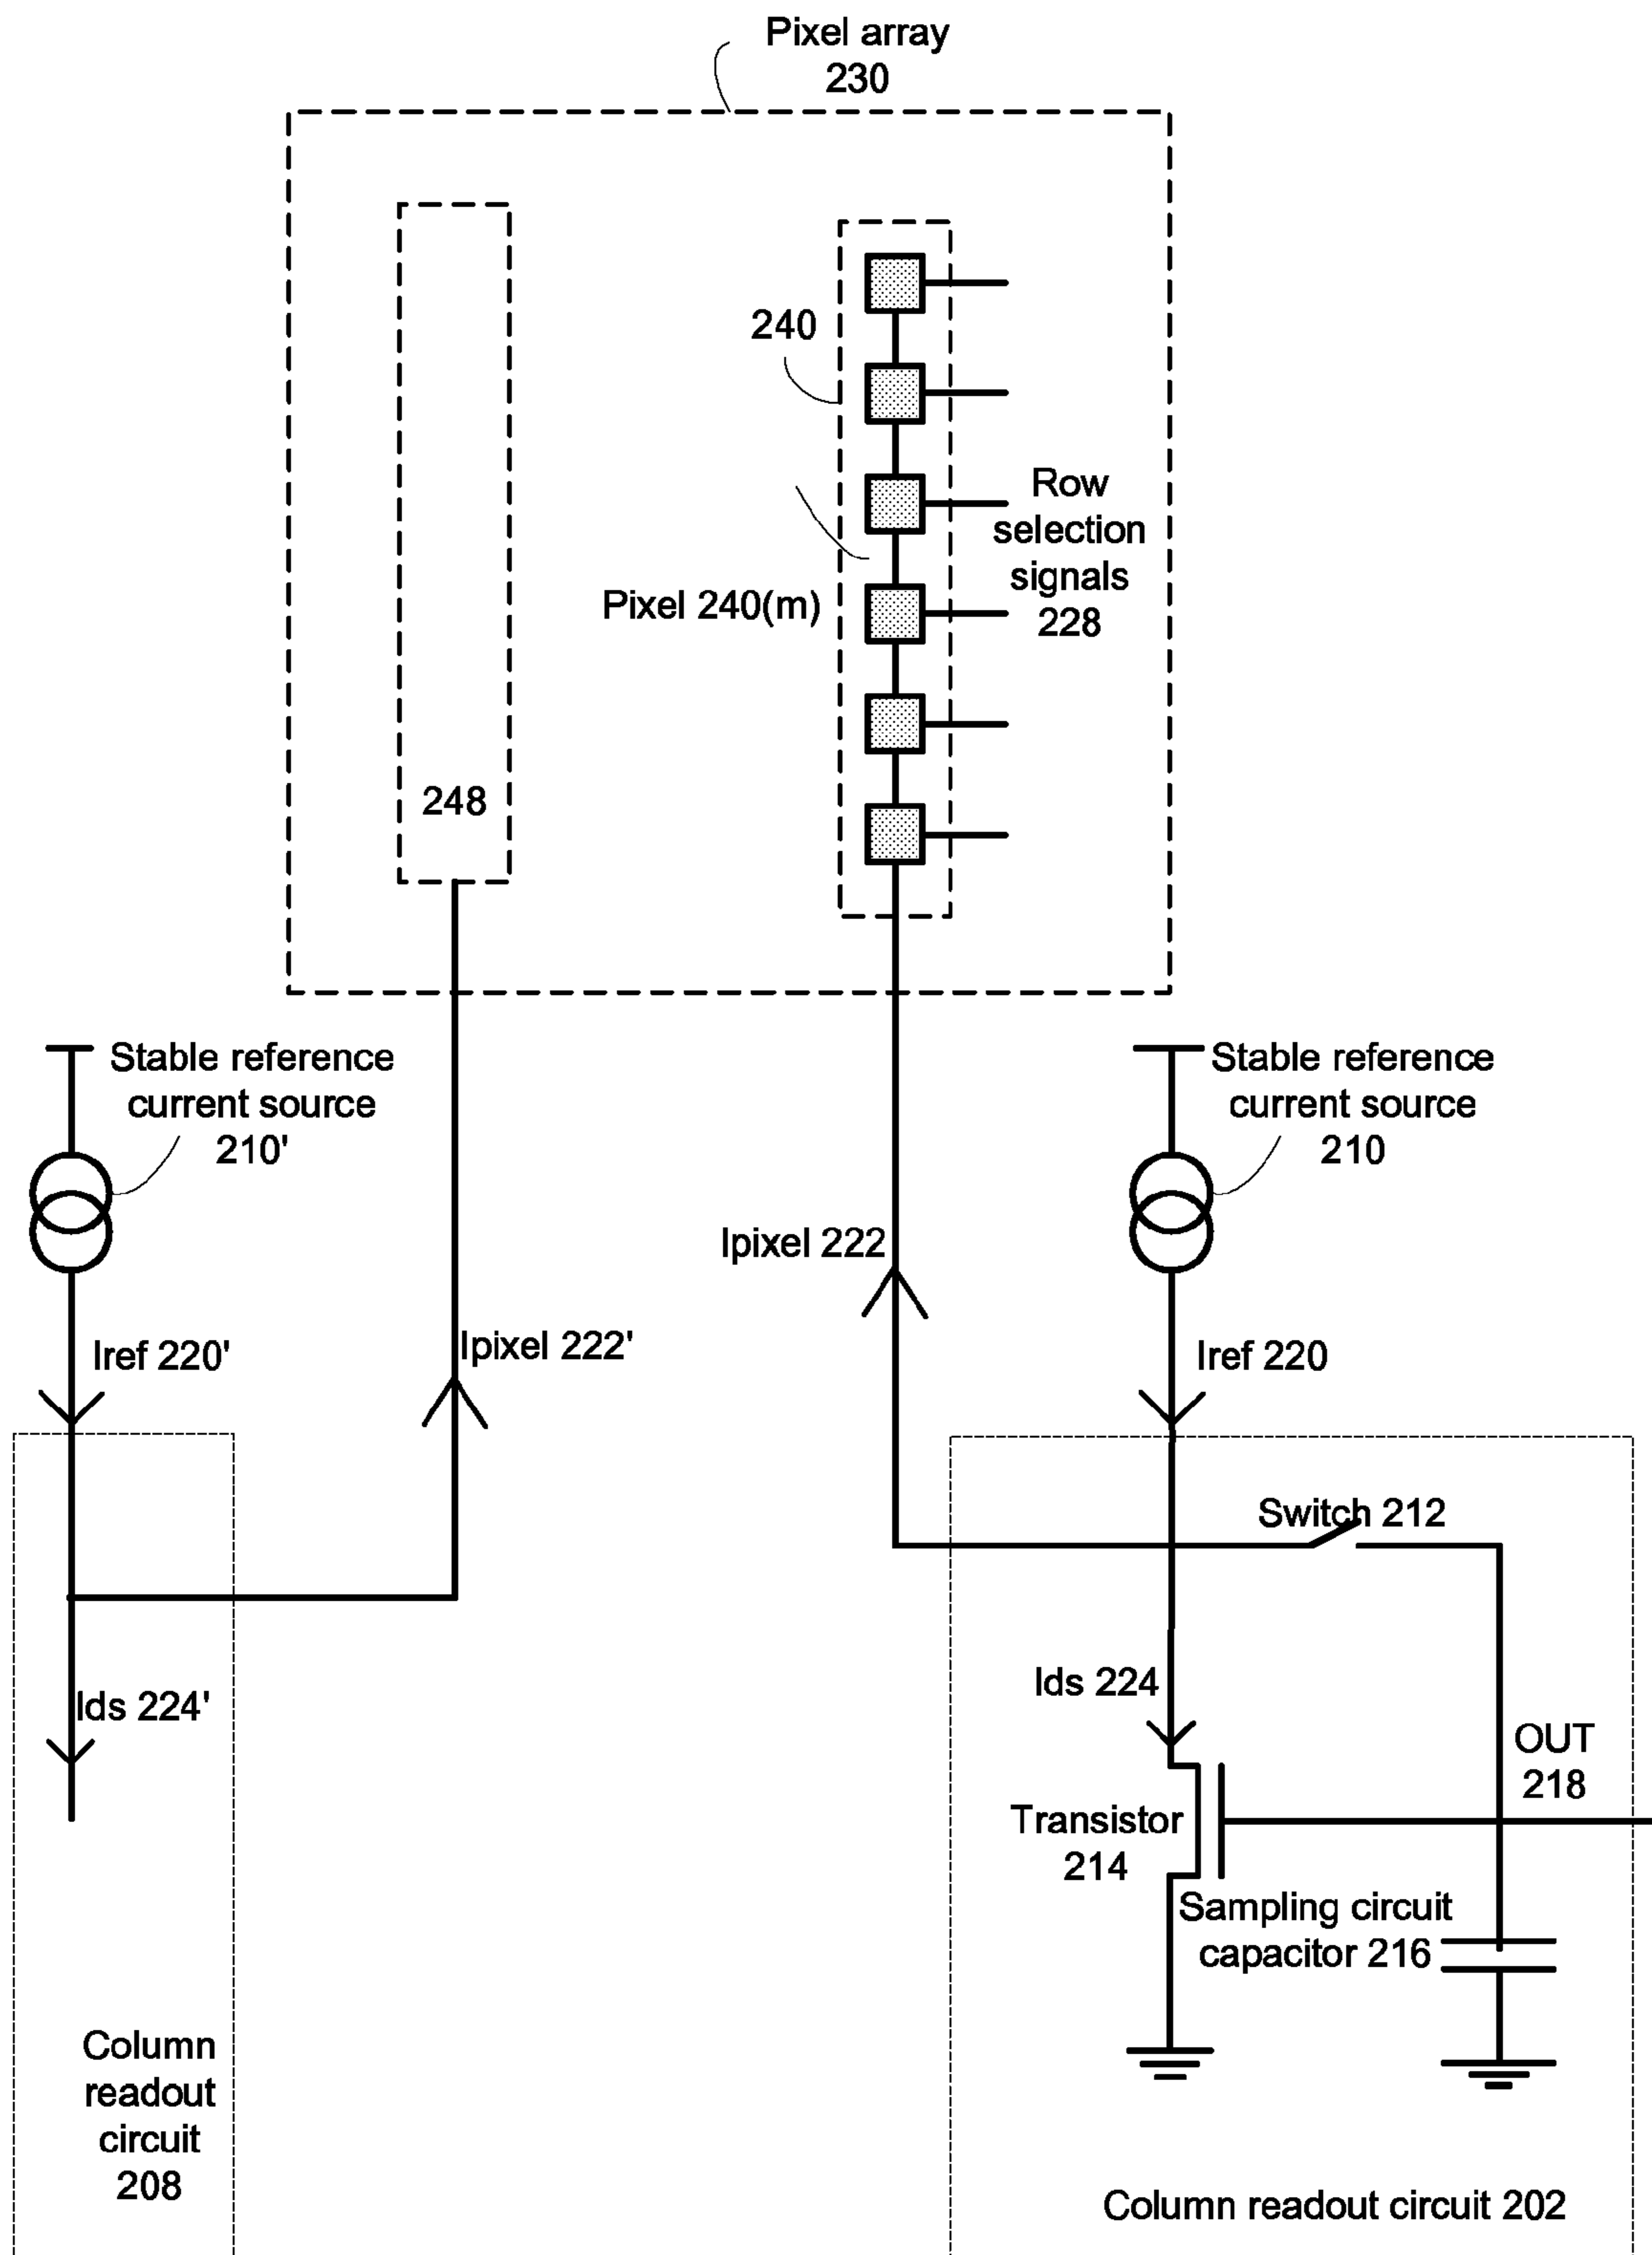 Pixel array
230
240
Row
selection
signals
228
Pixel 240(m)
248
Stable reference
current source
210'
Stable reference
current source
210
Ipixel 222
Iref 220'
Ipixel 222'
Iref 220
Switch 212
Ids 224'
Ids 224
OUT
218
Transistor
214
Sampling circuit
capacitor 216
Column
readout
circuit
208
Column readout circuit 202